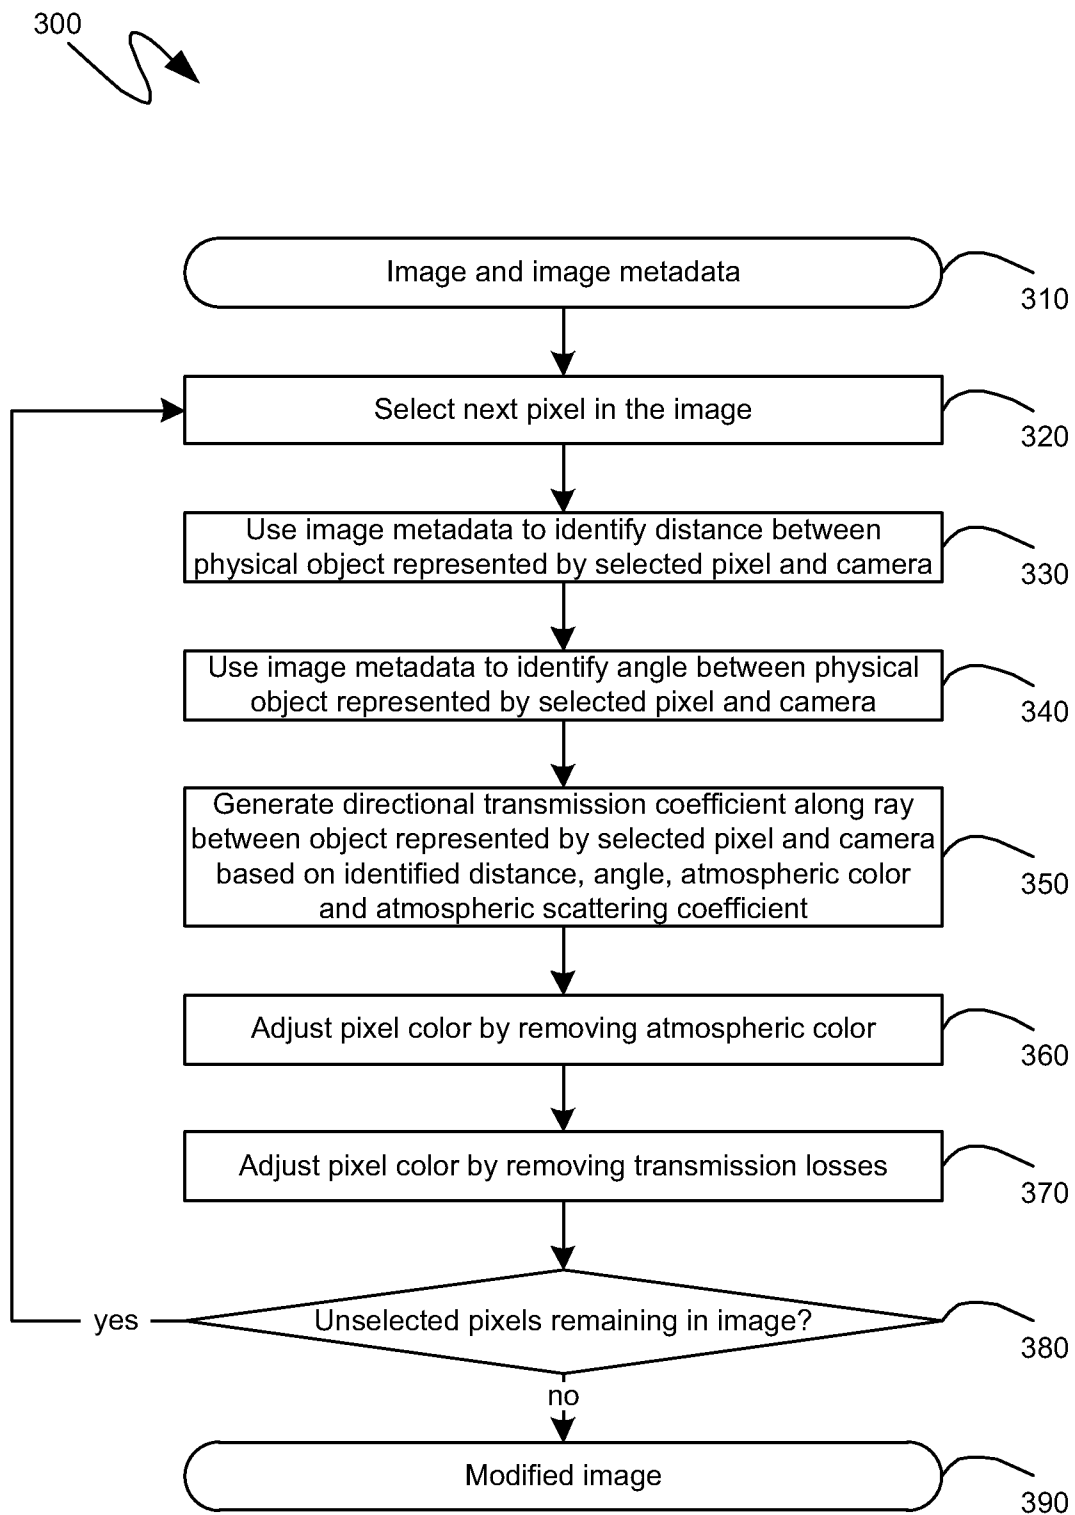 300
Image and image metadata
310
Select next pixel in the image
320
Use image metadata to identify distance between
physical object represented by selected pixel and camera
330
Use image metadata to identify angle between physical
object represented by selected pixel and camera
340
Generate directional transmission coefficient along ray
between object represented by selected pixel and camera
based on identified distance, angle, atmospheric color
and atmospheric scattering coefficient
350
Adjust pixel color by removing atmospheric color
360
Adjust pixel color by removing transmission losses
370
yes
Unselected pixels remaining in image?
380
no
Modified image
390